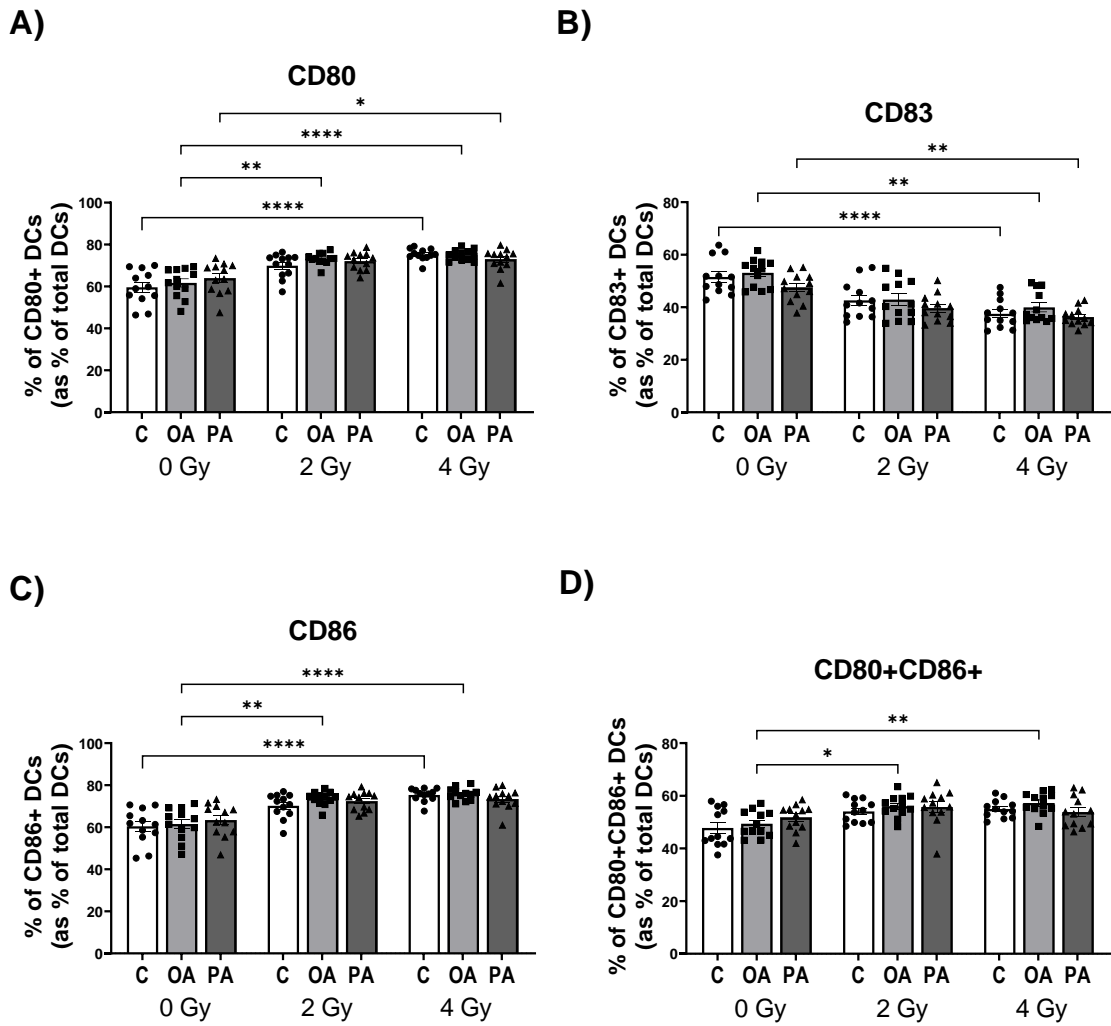 A)
CD80
*
****
**
****
% of CD80+ DCs
(as % of total DCs)
100
80
60
40
20
0
C OA PA C OA PA C OA PA
0 Gy 2 Gy 4 Gy
B)
CD83
**
**
****
% of CD83+ DCs
(as % of total DCs)
80
60
40
20
0
C OA PA C OA PA C OA PA
0 Gy 2 Gy 4 Gy
C)
CD86
****
**
****
% of CD86+ DCs
(as % of total DCs)
100
80
60
40
20
0
C OA PA C OA PA C OA PA
0 Gy 2 Gy 4 Gy
D)
CD80+CD86+
**
*
% of CD80+CD86+ DCs
(as % of total DCs)
80
60
40
20
0
C OA PA C OA PA C OA PA
0 Gy 2 Gy 4 Gy